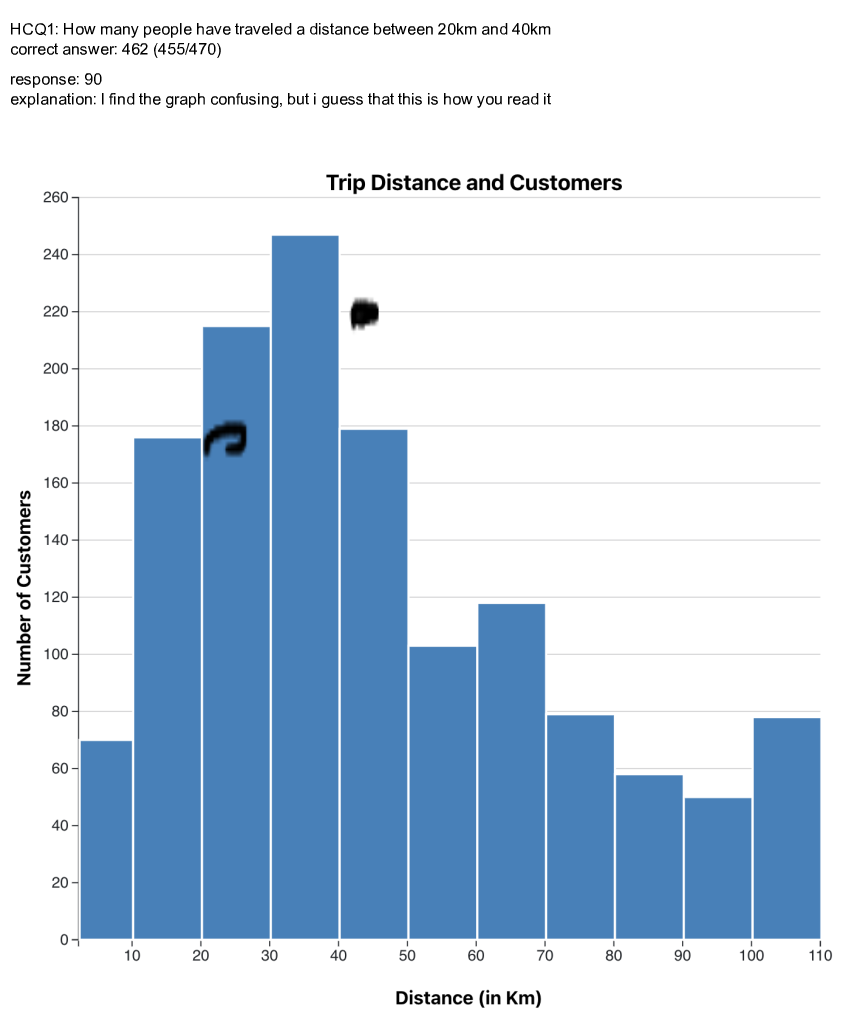 HCQ1: How many people have traveled a distance between 20km and 40km
correct answer: 462 (455/470)
response: 90
explanation: I find the graph confusing, but i guess that this is how you read it
Trip Distance and Customers
260
240
220
200
180
160
140
120
100
80
60
40
20
0
Number of Customers
10 20 30 40 50 60 70 80 90 100 110
Distance (in Km)